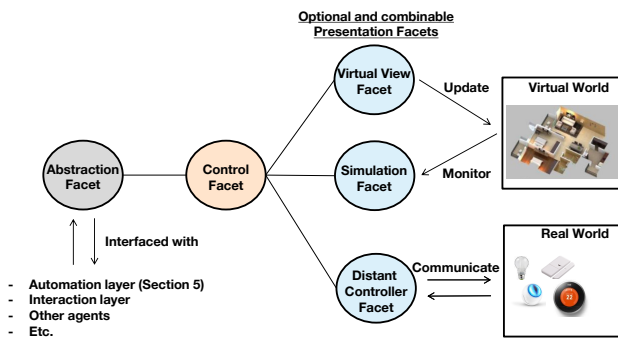 Optional and combinable
Presentation Facets
Virtual View
Facet
Update
Virtual World
Abstraction
Facet
Control
Facet
Simulation
Facet
Monitor
Interfaced with
Real World
- Automation layer (Section 5)
- Interaction layer
- Other agents
- Etc.
Distant
Controller
Facet
Communicate
22